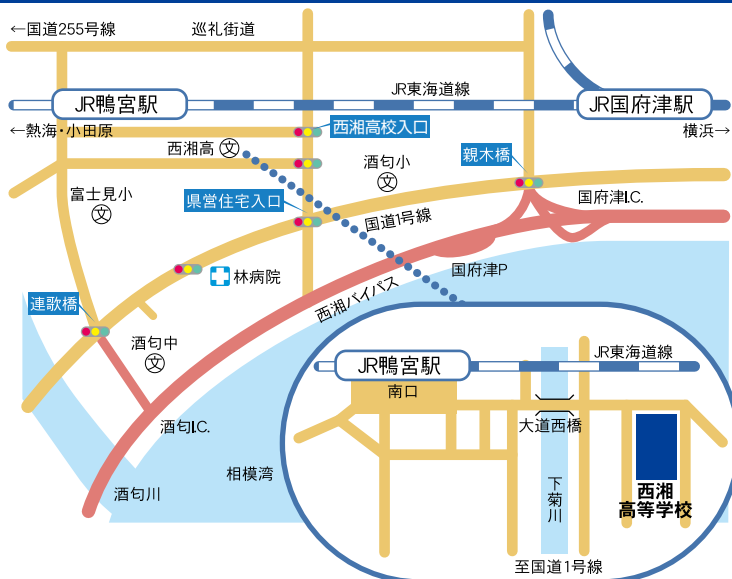 ←国道255号線
巡礼街道
JR東海道線
JR鴨宮駅
JR国府津駅
←熱海・小田原
横浜→
西湘高校入口
西湘高 文
酒匂小
文
親木橋
富士見小
文
県営住宅入口
国府津I.C.
国道1号線
林病院
国府津P
西湘バイパス
連歌橋
酒匂中
文
酒匂I.C.
相模湾
酒匂川
JR東海道線
JR鴨宮駅
南口
大道西橋
下菊川
西湘
高等学校
至国道1号線